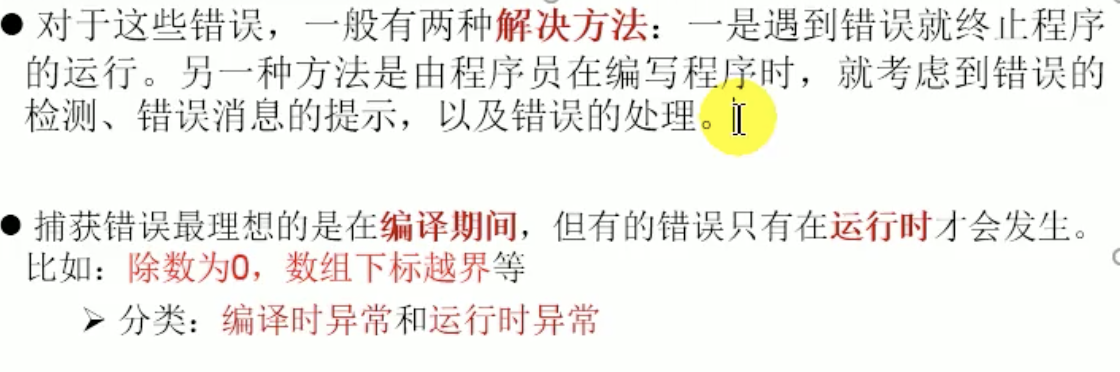 ● 对于这些错误，一般有两种解决方法：一是遇到错误就终止程序
的运行。另一种方法是由程序员在编写程序时，就考虑到错误的
检测、错误消息的提示，以及错误的处理。
● 捕获错误最理想的是在编译期间，但有的错误只有在运行时才会发生。
比如：除数为0，数组下标越界等
➢ 分类：编译时异常和运行时异常